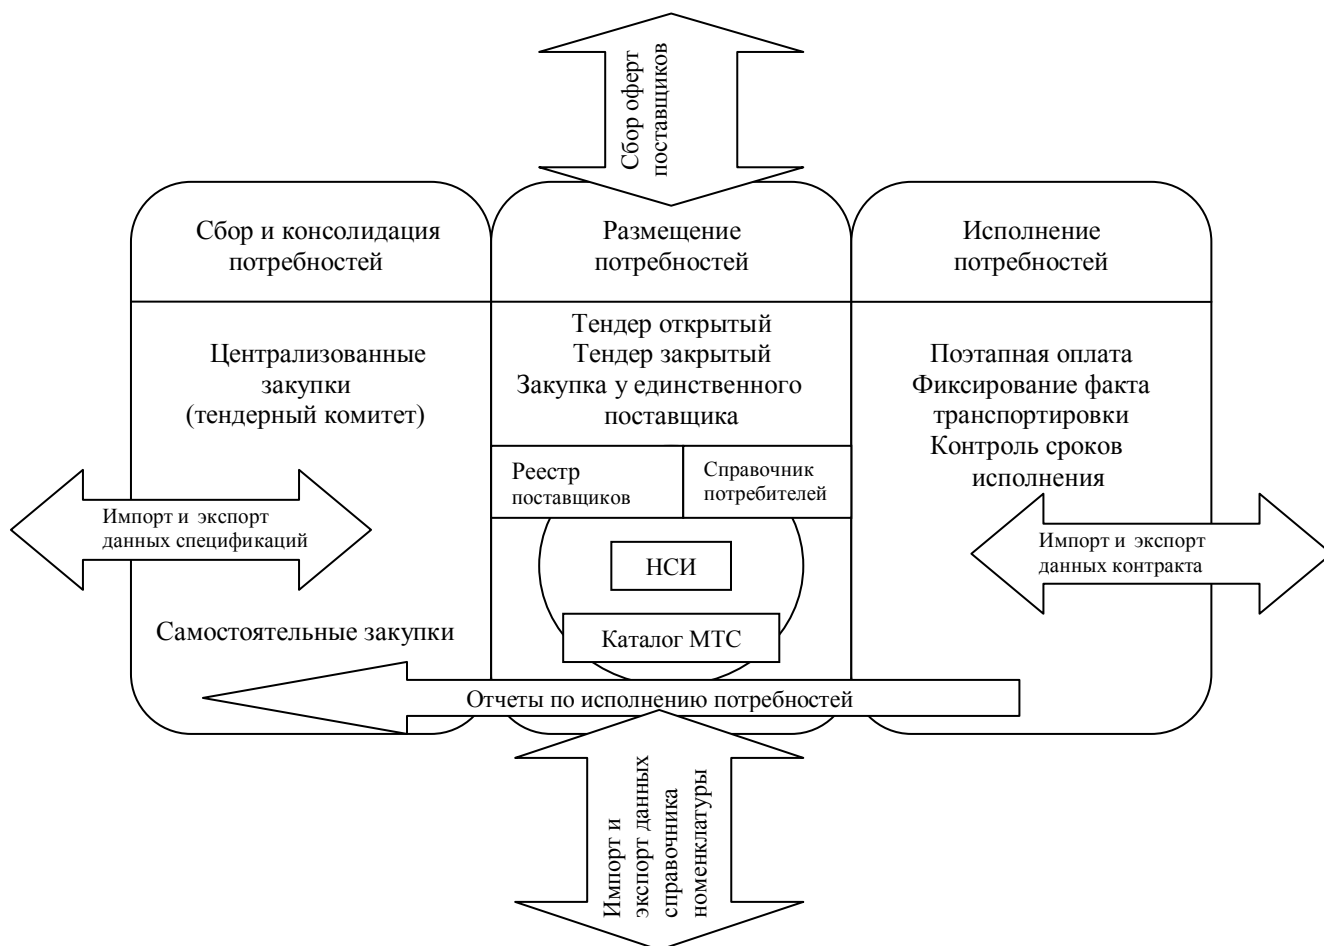 Сбор оферт
поставщиков
Сбор и консолидация
потребностей
Размещение
потребностей
Исполнение
потребностей
Централизованные
закупки
(тендерный комитет)
Тендер открытый
Тендер закрытый
Закупка у единственного
поставщика
Поэтапная оплата
Фиксирование факта
транспортировки
Контроль сроков
исполнения
Реестр
поставщиков
Справочник
потребителей
Импорт и экспорт
данных спецификаций
НСИ
Импорт и экспорт
данных контракта
Самостоятельные закупки
Каталог МТС
Отчеты по исполнению потребностей
Импорт и
экспорт данных
справочника
номенклатуры